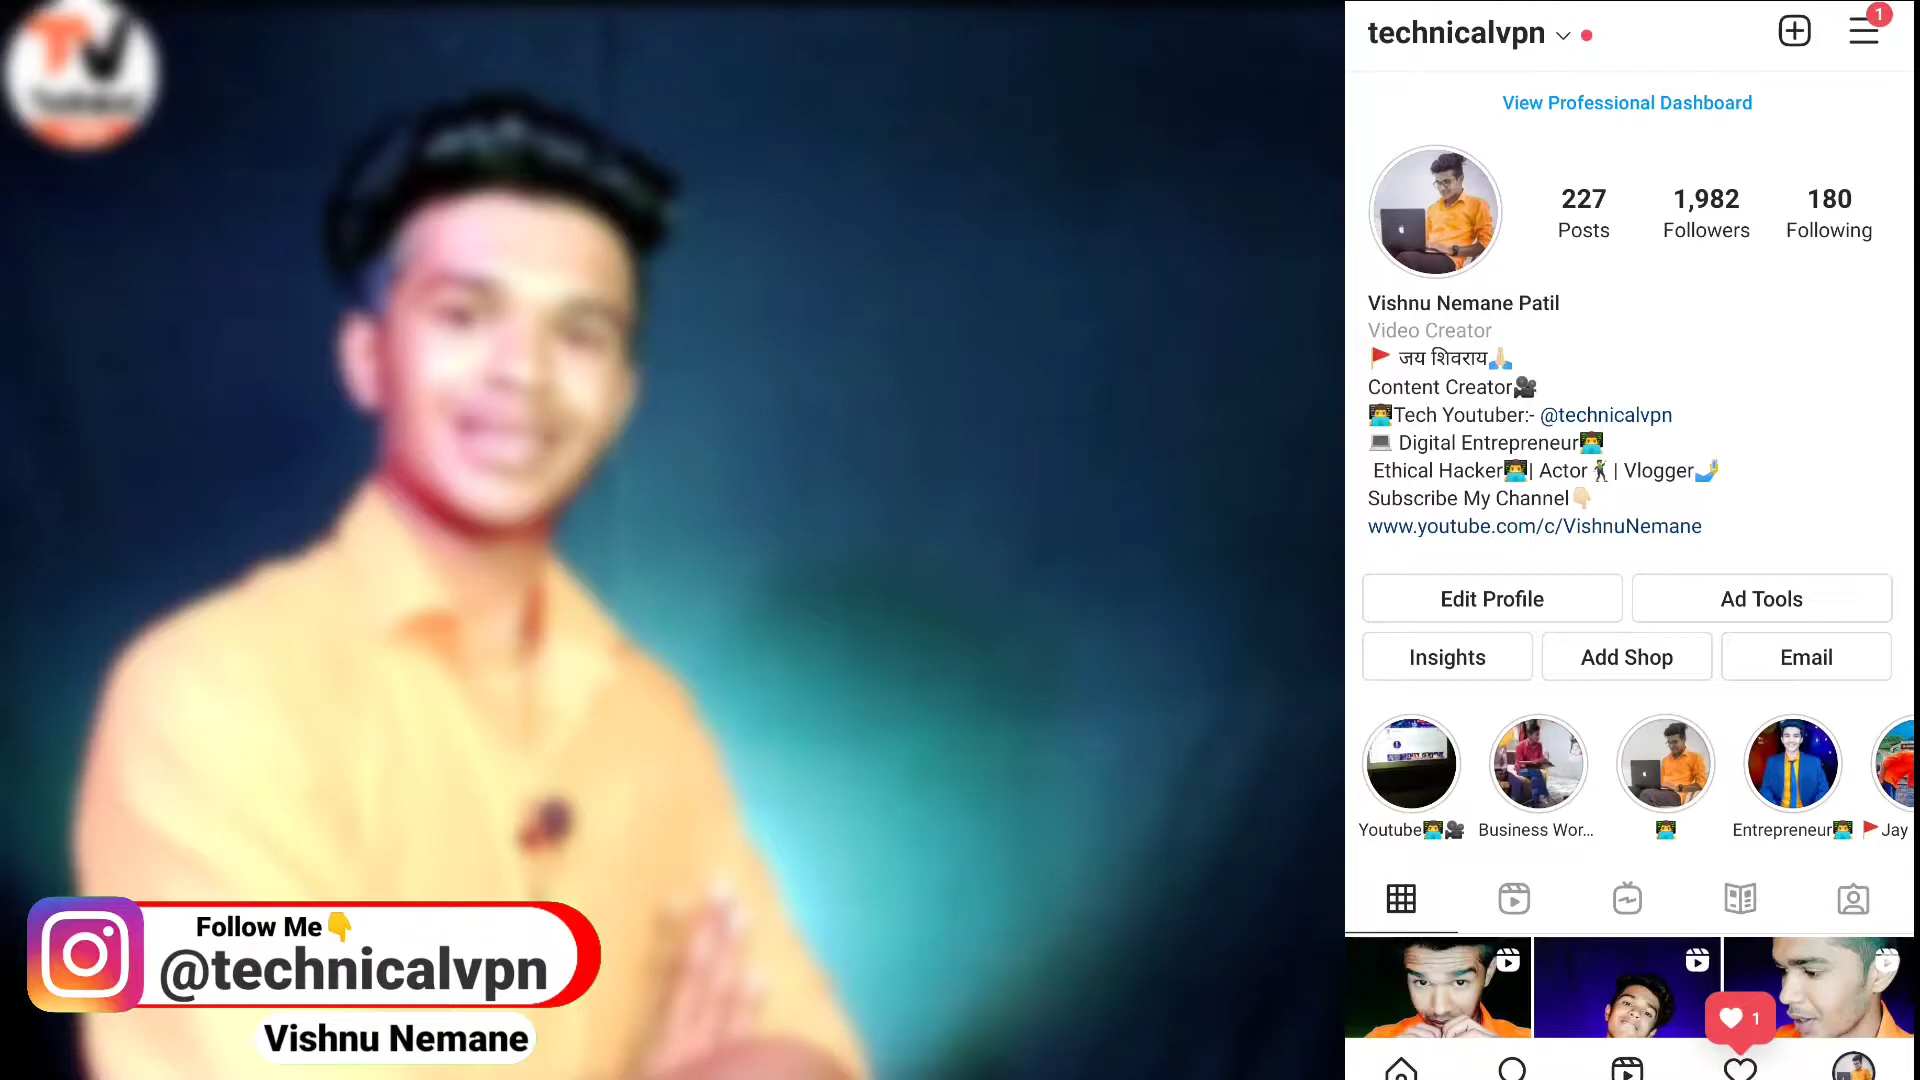 TV
Follow Me👇
@technicalvpn
Vishnu Nemane
technicalvpn
1
View Professional Dashboard
227
1,982
180
Posts
Followers
Following
Vishnu Nemane Patil
Video Creator
🚩 जय शिवराय🙏🏻
Content Creator🎥
👨‍💻Tech Youtuber:- @technicalvpn
💻 Digital Entrepreneur👨‍💻
Ethical Hacker👨‍💻| Actor🕺| Vlogger🤳
Subscribe My Channel👇🏻
www.youtube.com/c/VishnuNemane
Edit Profile
Ad Tools
Insights
Add Shop
Email
Youtube👨‍💻🎥
Business Wor...
👨‍💻
Entrepreneur👨‍💻
🚩Jay
1